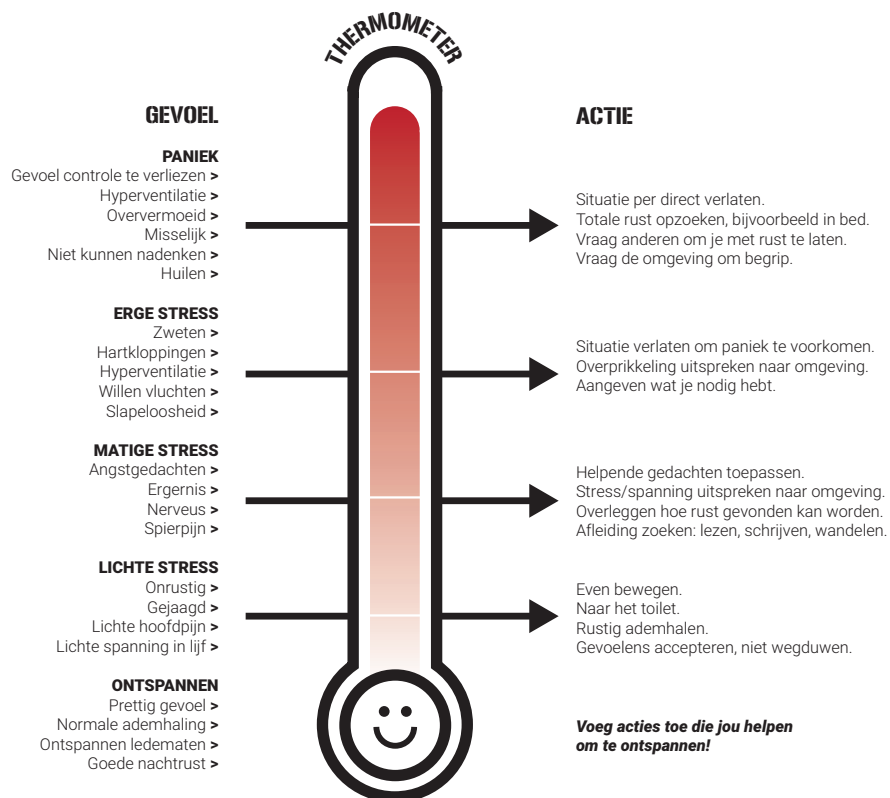 THERMOMETER
GEVOEL
PANIEK
Gevoel controle te verliezen >
Hyperventilatie >
Oververmoeid >
Misselijk >
Niet kunnen nadenken >
Huilen >
ERGE STRESS
Zweten >
Hartkloppingen >
Hyperventilatie >
Willen vluchten >
Slapeloosheid >
MATIGE STRESS
Angstgedachten >
Ergernis >
Nerveus >
Spierpijn >
LICHTE STRESS
Onrustig >
Gejaagd >
Lichte hoofdpijn >
Lichte spanning in lijf >
ONTSPANNEN
Prettig gevoel >
Normale ademhaling >
Ontspannen ledematen >
Goede nachtrust >
ACTIE
Situatie per direct verlaten.
Totale rust opzoeken, bijvoorbeeld in bed.
Vraag anderen om je met rust te laten.
Vraag de omgeving om begrip.
Situatie verlaten om paniek te voorkomen.
Overprikkeling uitspreken naar omgeving.
Aangeven wat je nodig hebt.
Helpende gedachten toepassen.
Stress/spanning uitspreken naar omgeving.
Overleggen hoe rust gevonden kan worden.
Afleiding zoeken: lezen, schrijven, wandelen.
Even bewegen.
Naar het toilet.
Rustig ademhalen.
Gevoelens accepteren, niet wegduwen.
Voeg acties toe die jou helpen
om te ontspannen!